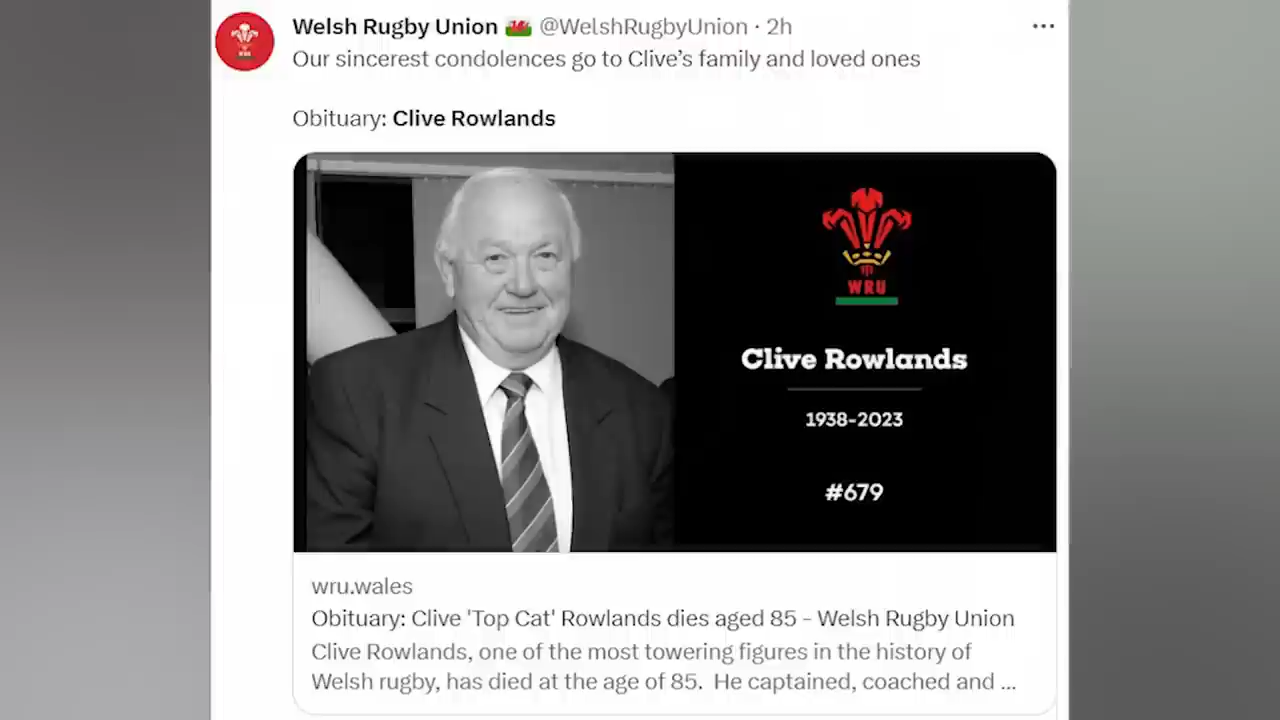 Welsh Rugby Union 🏴󠁧󠁢󠁷󠁬󠁳󠁿 @WelshRugbyUnion · 2h
Our sincerest condolences go to Clive’s family and loved ones
Obituary: Clive Rowlands
WRU
Clive Rowlands
1938-2023
#679
wru.wales
Obituary: Clive 'Top Cat' Rowlands dies aged 85 - Welsh Rugby Union
Clive Rowlands, one of the most towering figures in the history of
Welsh rugby, has died at the age of 85.  He captained, coached and ...